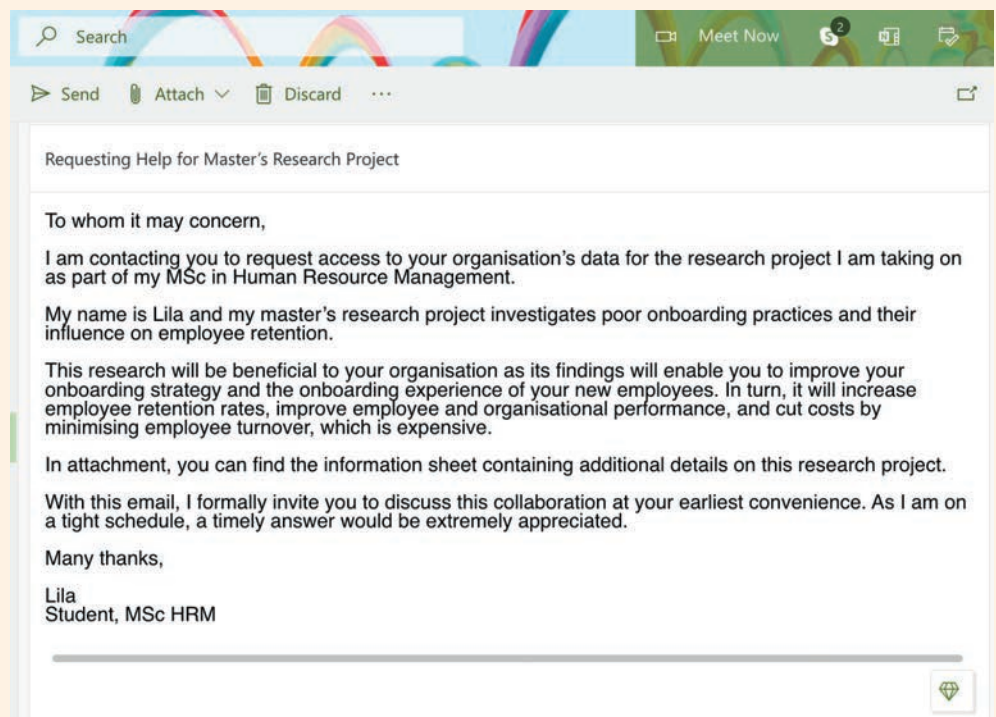 Search
Meet Now
2
Send Attach Discard ...
Requesting Help for Master’s Research Project
To whom it may concern,
I am contacting you to request access to your organisation’s data for the research project I am taking on
as part of my MSc in Human Resource Management.
My name is Lila and my master’s research project investigates poor onboarding practices and their
influence on employee retention.
This research will be beneficial to your organisation as its findings will enable you to improve your
onboarding strategy and the onboarding experience of your new employees. In turn, it will increase
employee retention rates, improve employee and organisational performance, and cut costs by
minimising employee turnover, which is expensive.
In attachment, you can find the information sheet containing additional details on this research project.
With this email, I formally invite you to discuss this collaboration at your earliest convenience. As I am on
a tight schedule, a timely answer would be extremely appreciated.
Many thanks,
Lila
Student, MSc HRM